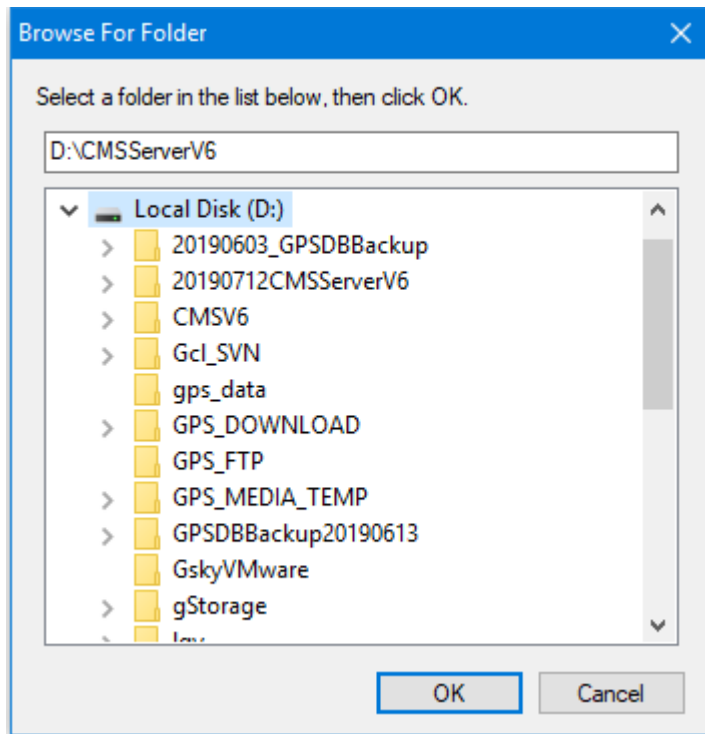 Browse For Folder
Select a folder in the list below, then click OK.
D:\CMSServerV6
Local Disk (D:)
20190603_GPSDBBackup
20190712CMSServerV6
CMSV6
Gcl_SVN
gps_data
GPS_DOWNLOAD
GPS_FTP
GPS_MEDIA_TEMP
GPSDBBackup20190613
GskyVMware
gStorage
OK Cancel